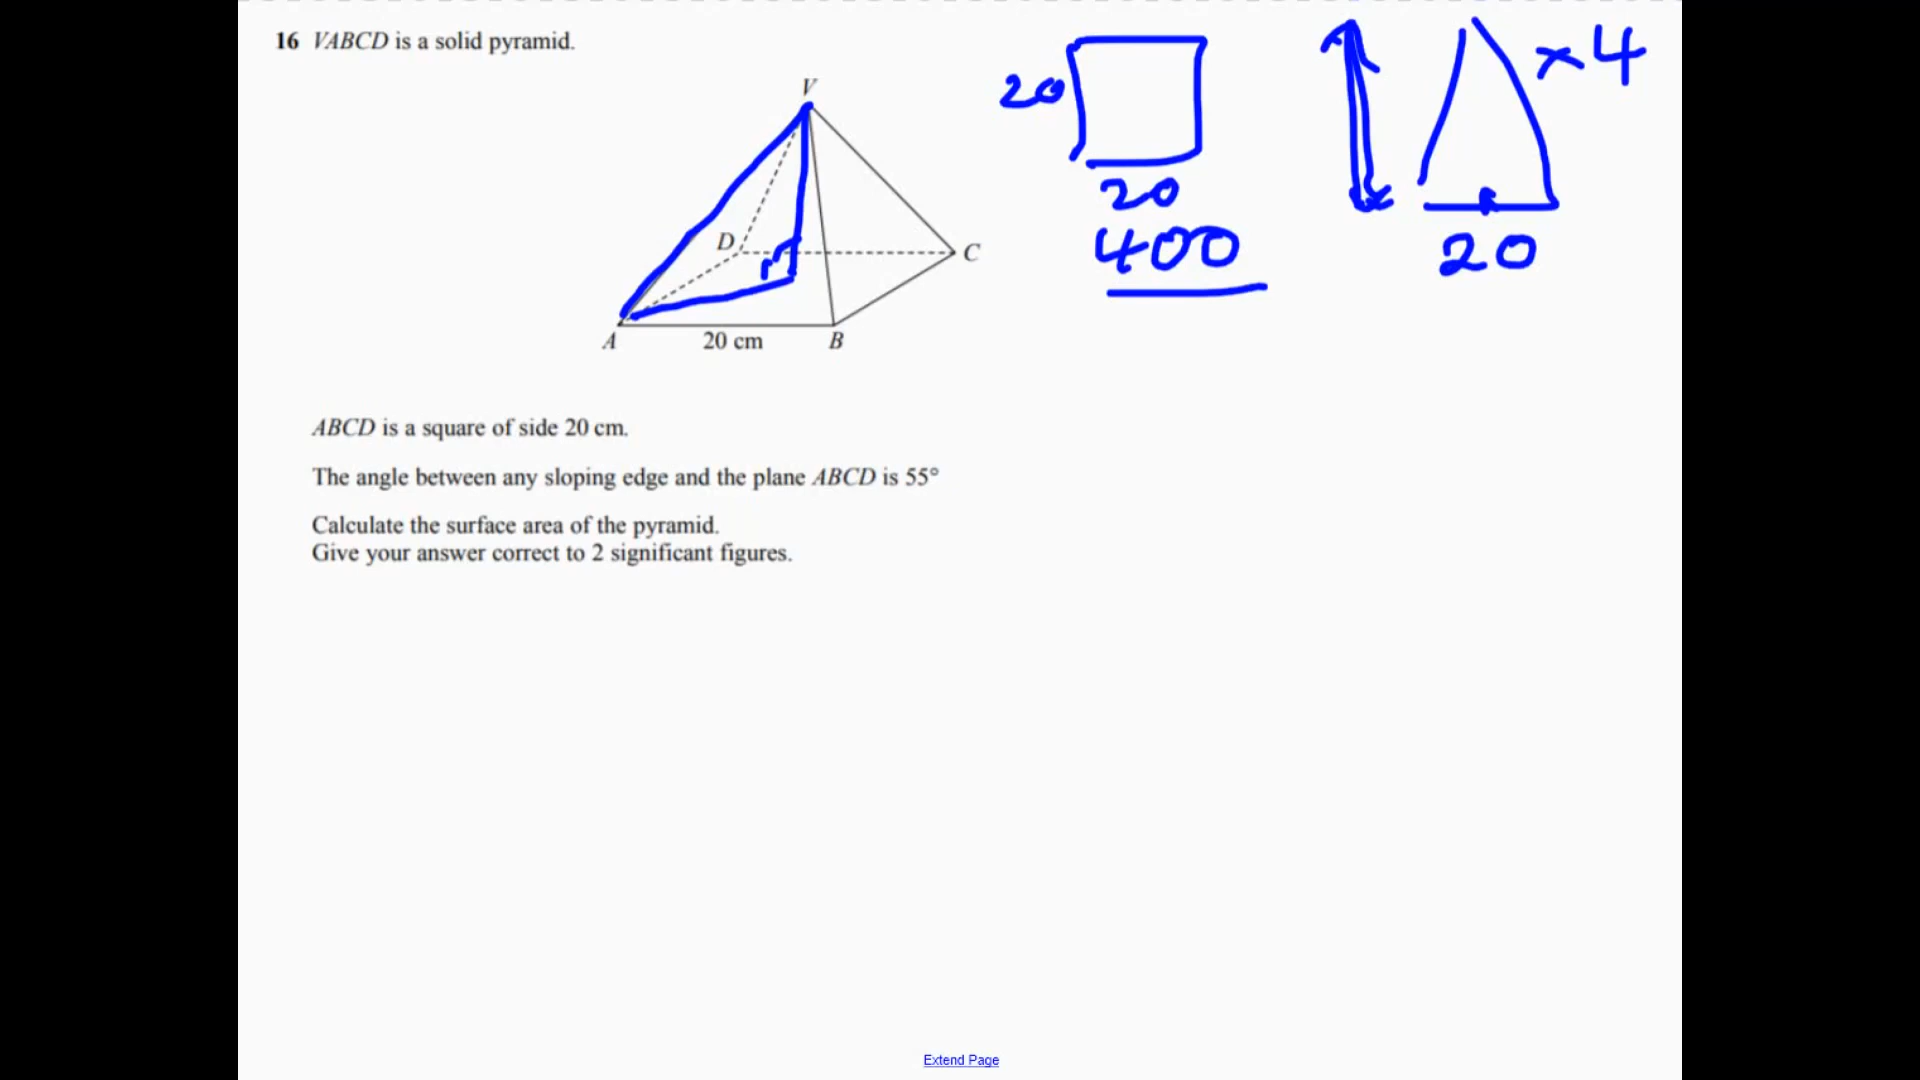 16 VABCD is a solid pyramid.
V
D
C
A
20 cm
B
20
20
400
×4
20
ABCD is a square of side 20 cm.
The angle between any sloping edge and the plane ABCD is 55°
Calculate the surface area of the pyramid.
Give your answer correct to 2 significant figures.
Extend Page